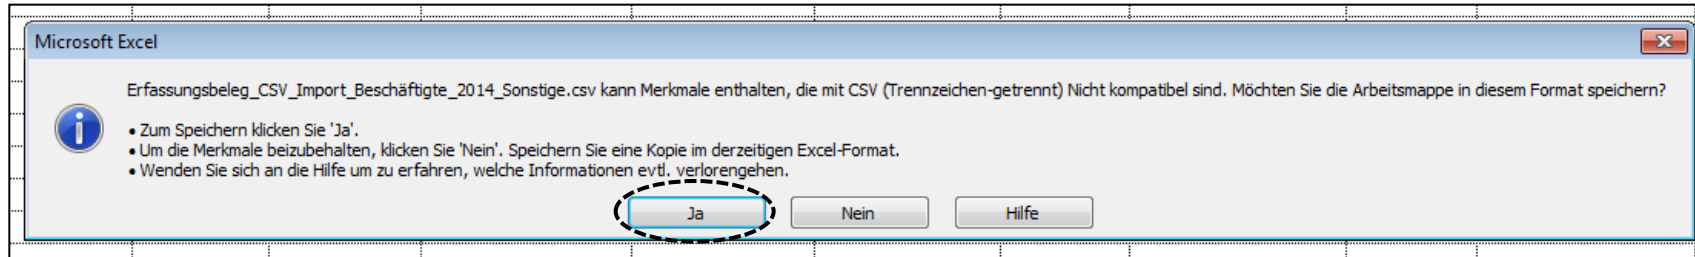 Microsoft Excel
Erfassungsbeleg_CSV_Import_Beschäftigte_2014_Sonstige.csv kann Merkmale enthalten, die mit CSV (Trennzeichen-getrennt) Nicht kompatibel sind. Möchten Sie die Arbeitsmappe in diesem Format speichern?
• Zum Speichern klicken Sie 'Ja'.
• Um die Merkmale beizubehalten, klicken Sie 'Nein'. Speichern Sie eine Kopie im derzeitigen Excel-Format.
• Wenden Sie sich an die Hilfe um zu erfahren, welche Informationen evtl. verlorengehen.
Ja Nein Hilfe